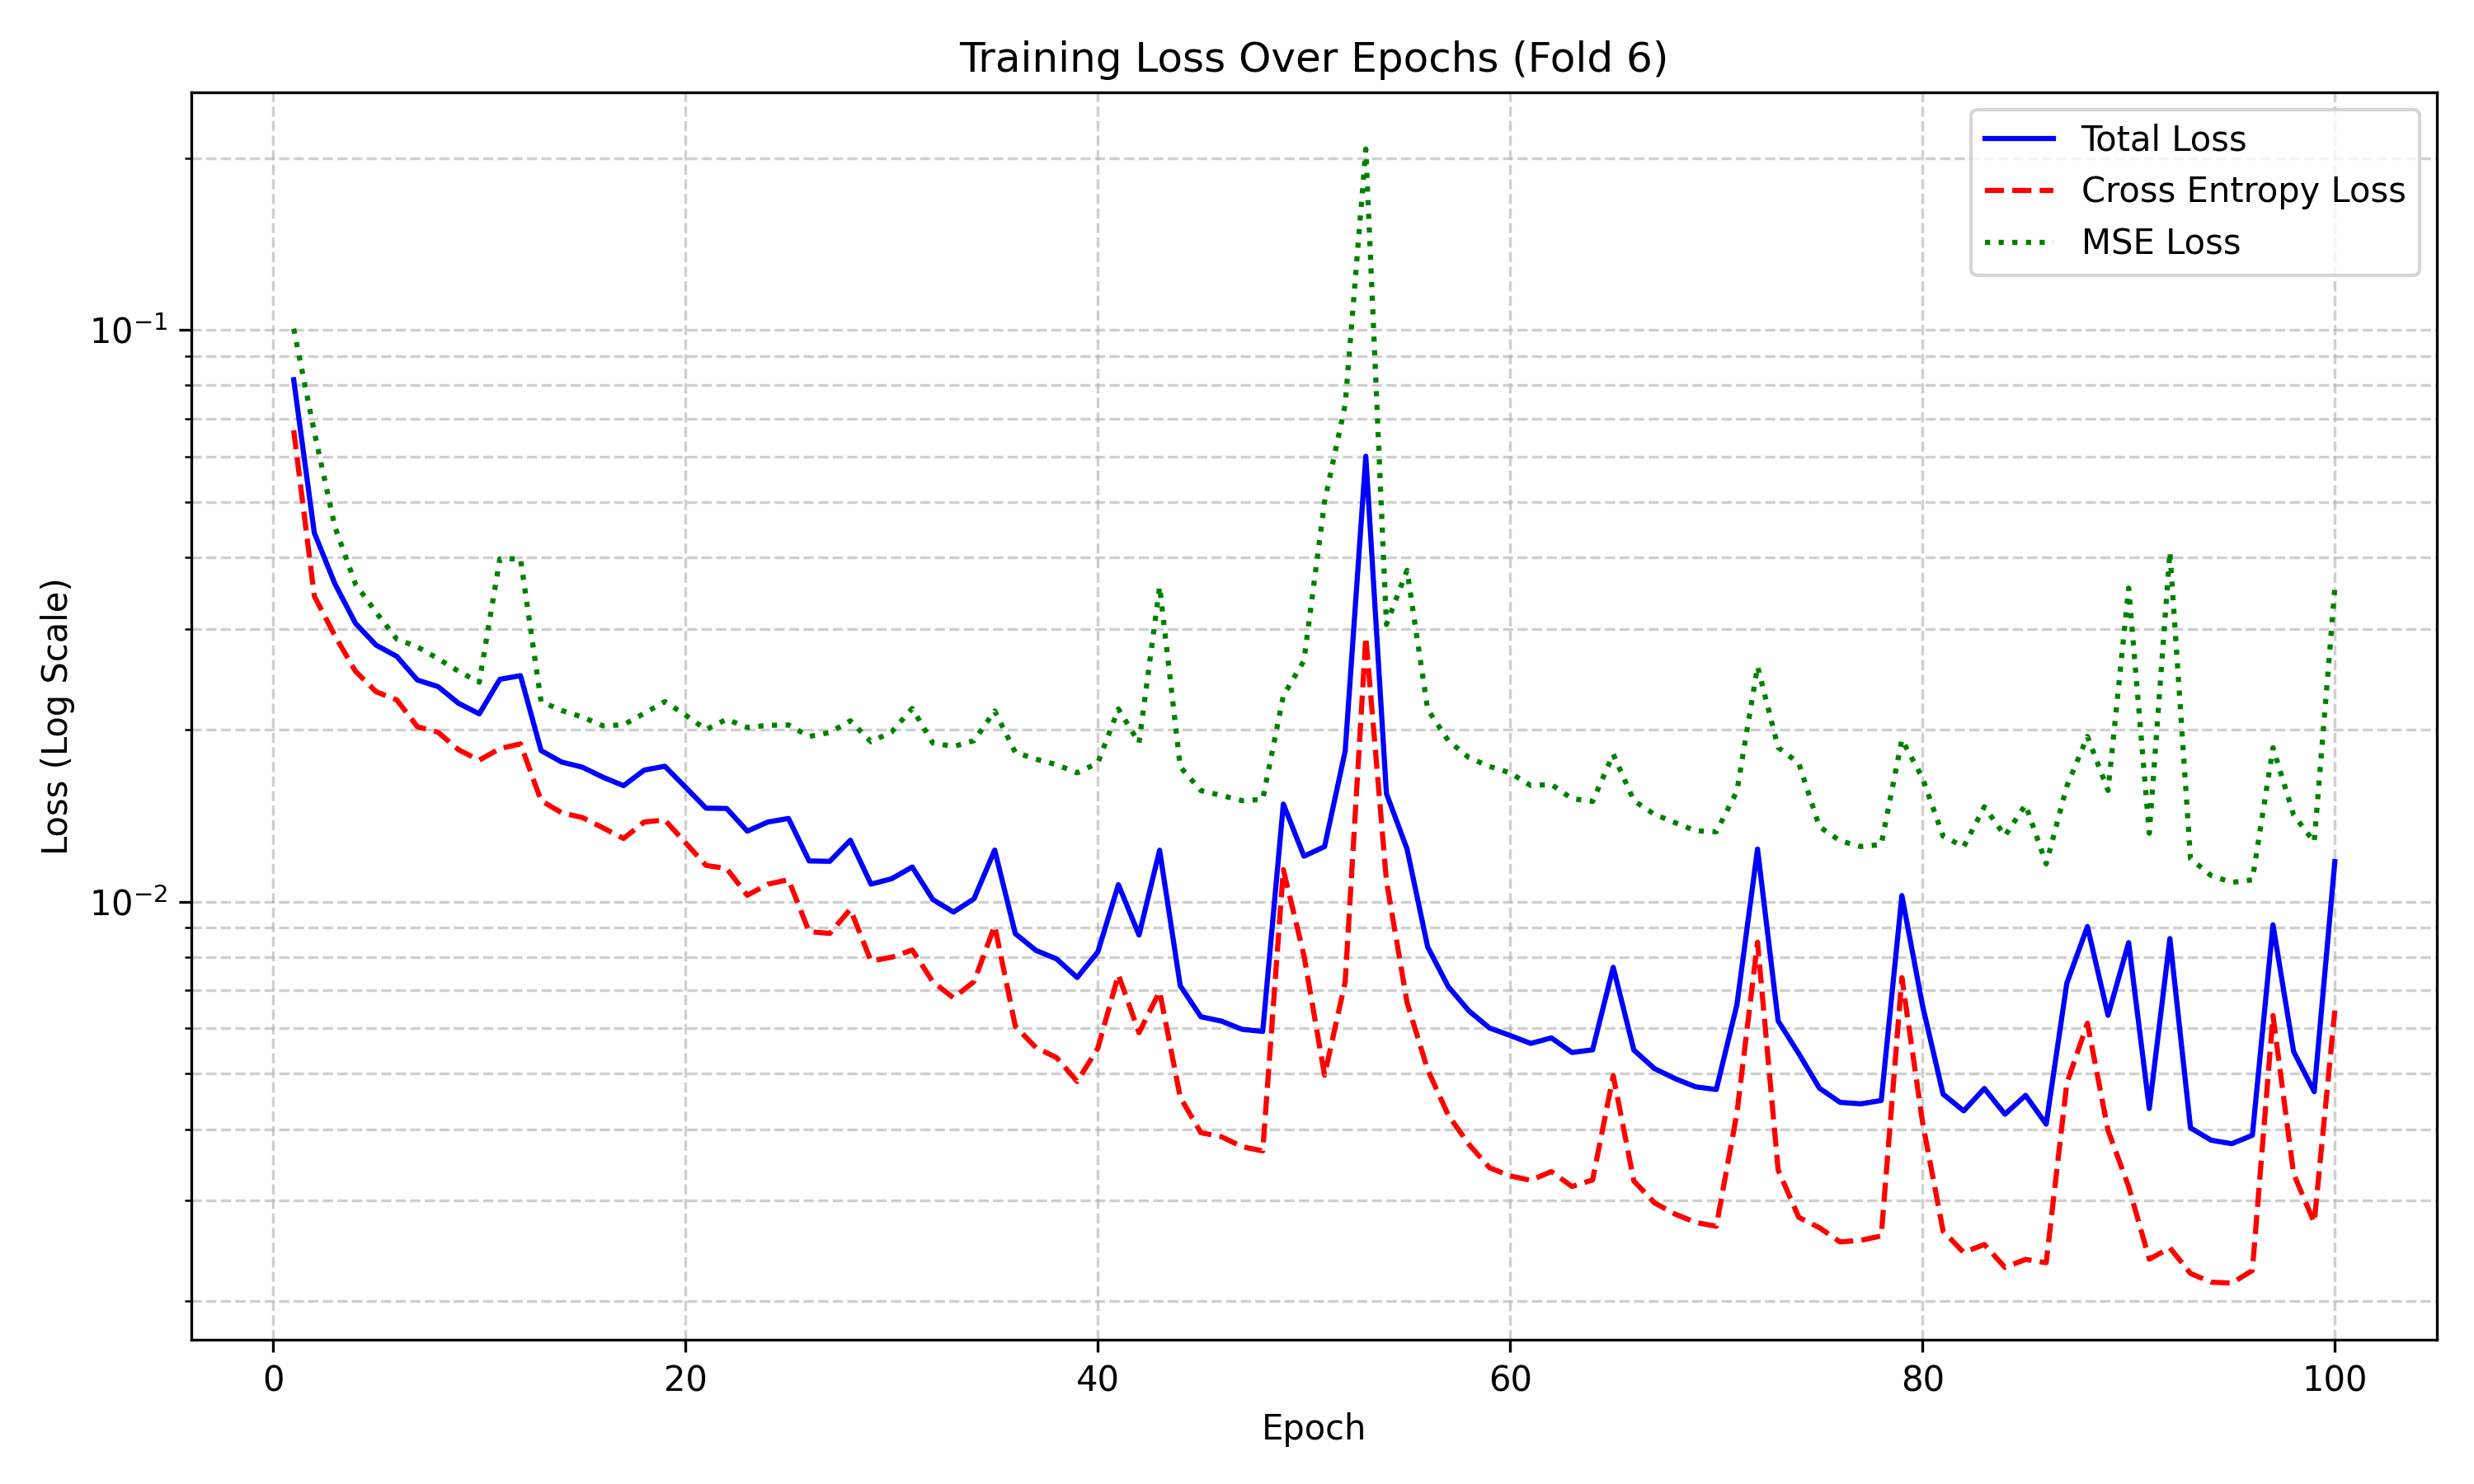 Training Loss Over Epochs (Fold 6)
Total Loss
Cross Entropy Loss
MSE Loss
Loss (Log Scale)
10⁻¹
10⁻²
0 20 40 60 80 100
Epoch